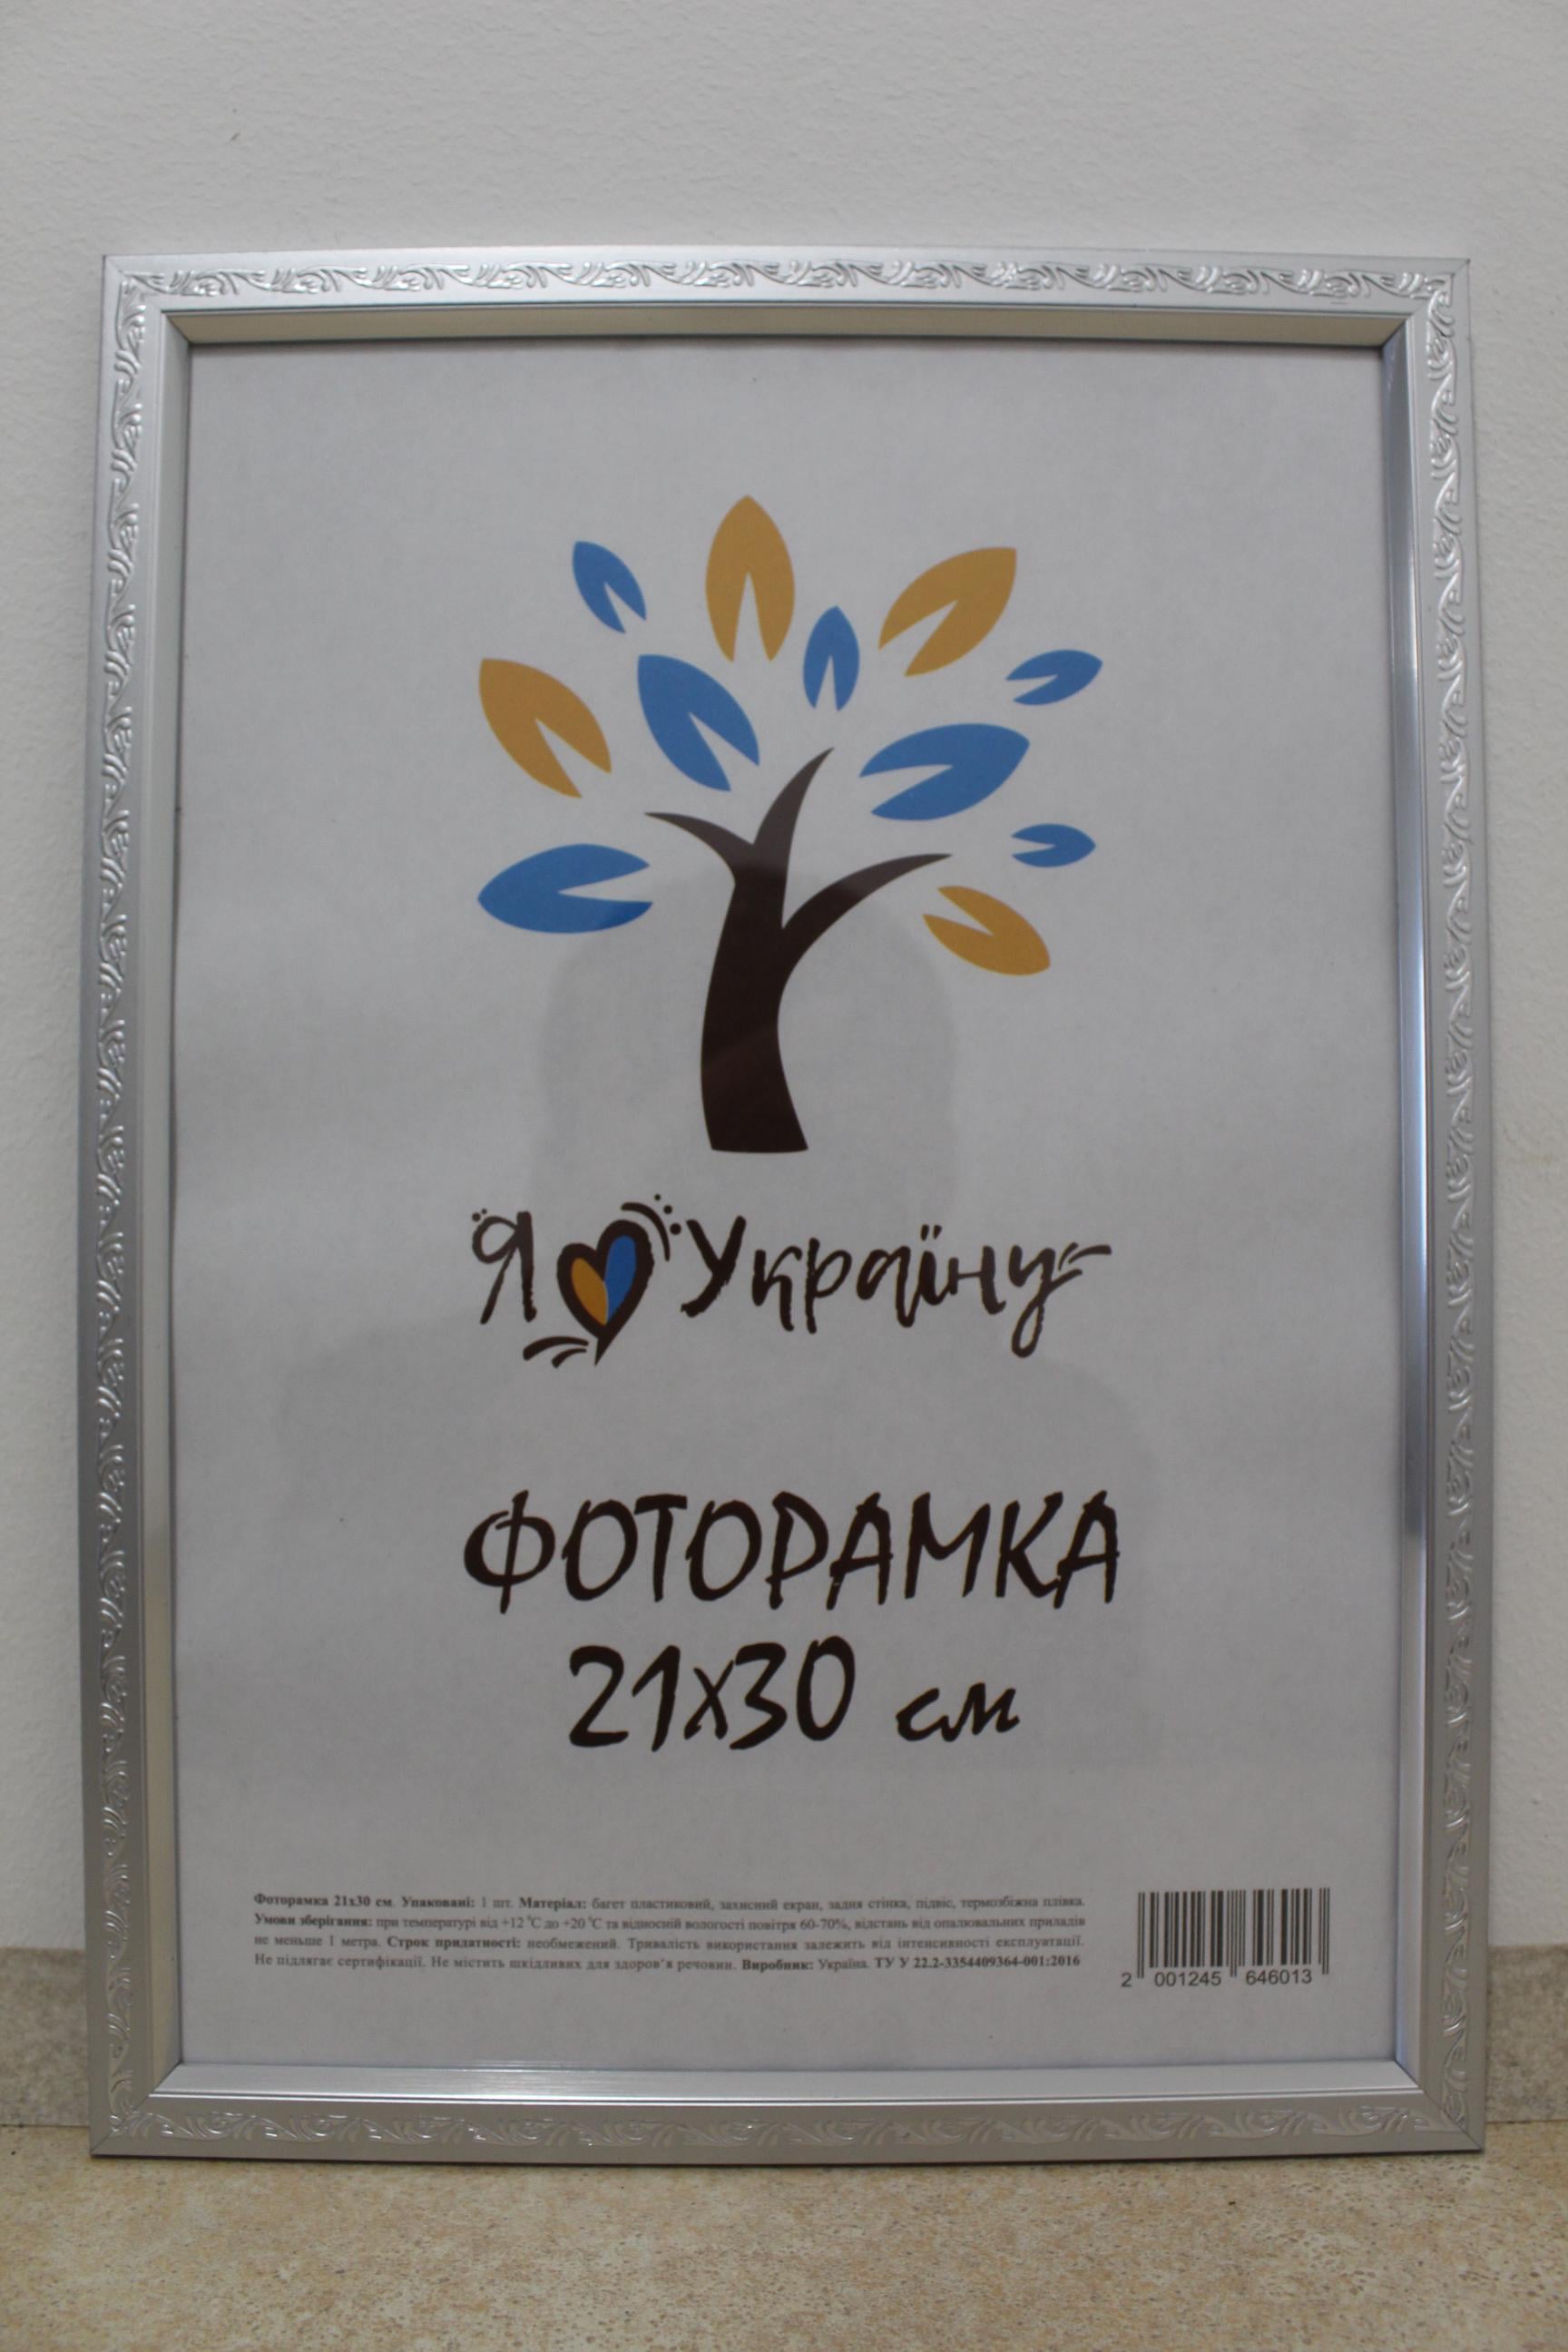 Я Україну
ФОТОРАМКА
21х30 см
Фоторамка 21х30 см. Упаковані: 1 шт. Матеріал: багет пластиковий, захисний екран, задня стінка, підвіс, термозбіжна плівка.
Умови зберігання: при температурі від +12 °С до +20 °С та відносній вологості повітря 60-70%, відстань від опалювальних приладів
не меньше 1 метра. Строк придатності: необмежений. Тривалість використання залежить від інтенсивності експлуатації.
Не підлягає сертифікації. Не містить шкідливих для здоров'я речовин. Виробник: Україна. ТУ У 22.2-3354409364-001:2016
2 001245 646013